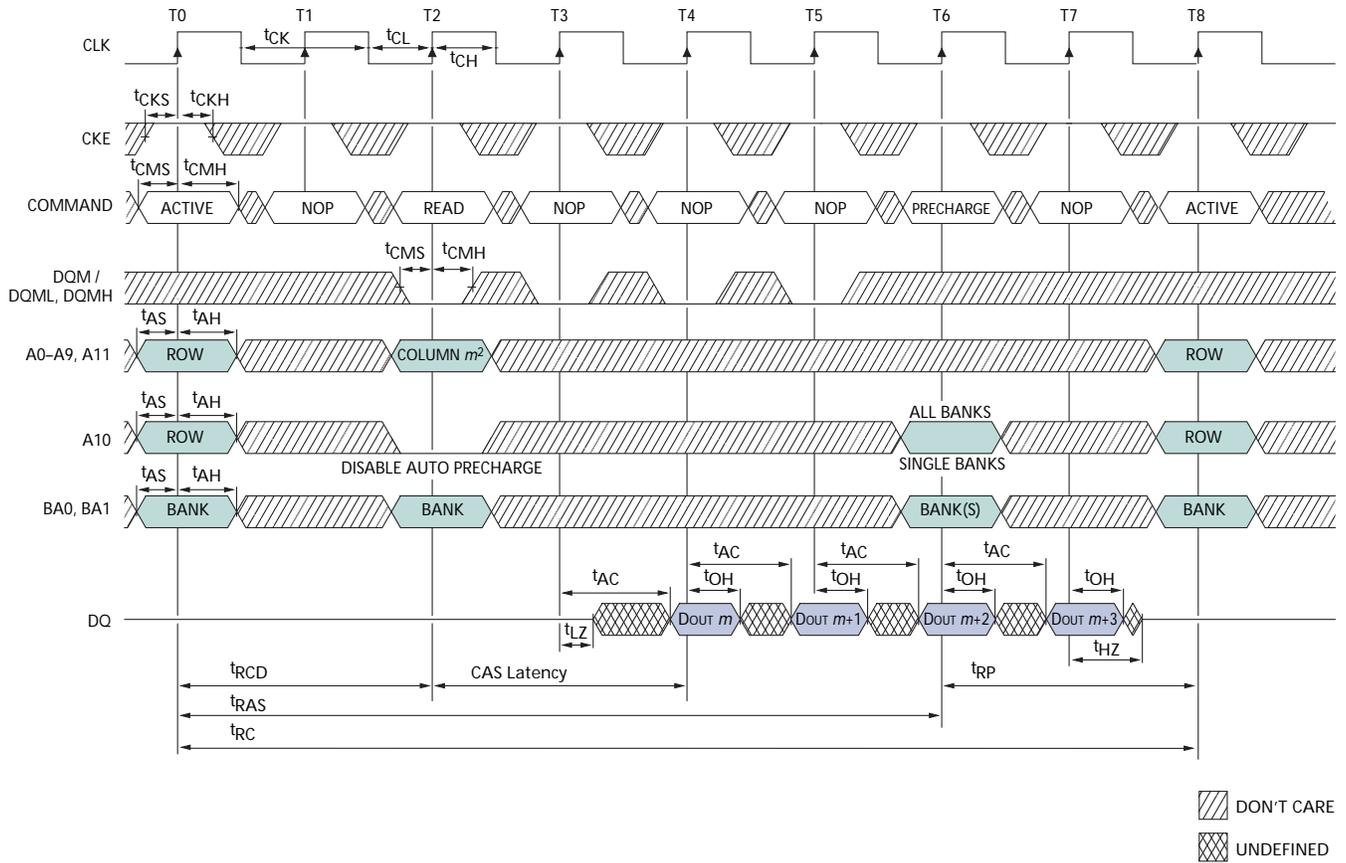 T0 T1 T2 T3 T4 T5 T6 T7 T8
CLK tCK tCL tCH
tCKS tCKH
CKE
tCMS tCMH
COMMAND ACTIVE NOP READ NOP NOP NOP PRECHARGE NOP ACTIVE
tCMS tCMH
DQM /
DQML, DQMH
tAS tAH
A0–A9, A11 ROW COLUMN m2 ROW
tAS tAH ALL BANKS
A10 ROW ROW
DISABLE AUTO PRECHARGE SINGLE BANKS
tAS tAH
BA0, BA1 BANK BANK BANK(S) BANK
tAC tAC tAC
tAC tOH tOH tOH tOH
DQ DOUT m DOUT m+1 DOUT m+2 DOUT m+3
tLZ tHZ
tRCD CAS Latency tRP
tRAS
tRC
DON'T CARE
UNDEFINED